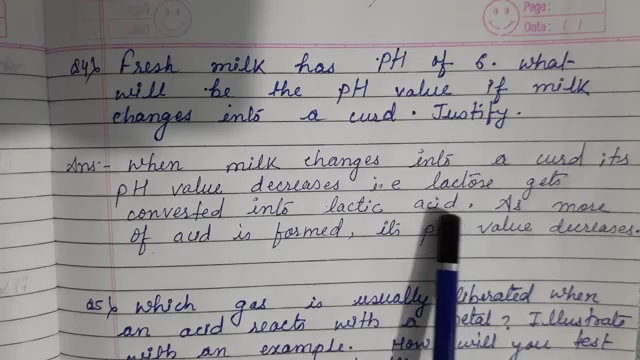 Page:
Date: / /
Q4% Fresh milk has pH of 6. What
will be the pH value if milk
changes into a curd. Justify.
Ans:- When milk changes into a curd its
pH value decreases i.e lactose gets
converted into lactic acid. As more
of acid is formed, its value decreases.
Q5% Which gas is usually liberated when
an acid reacts with a metal? Illustrate
with an example. How will you test